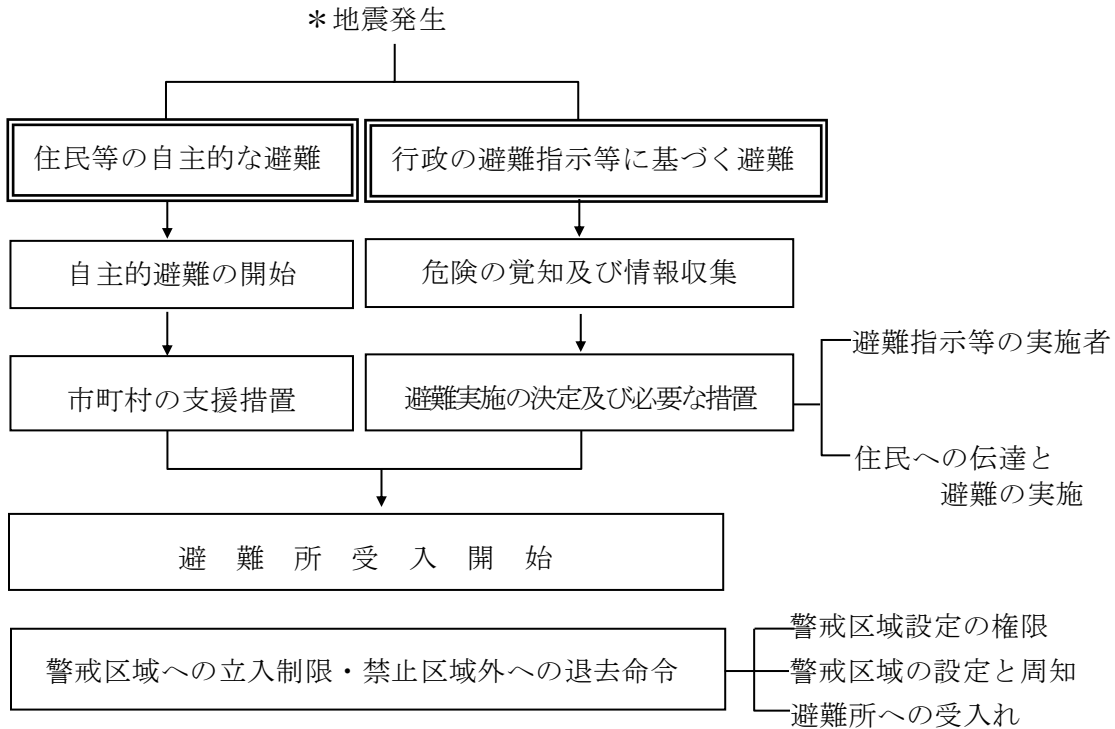 ＊地震発生
住民等の自主的な避難
行政の避難指示等に基づく避難
自主的避難の開始
危険の覚知及び情報収集
市町村の支援措置
避難実施の決定及び必要な措置
避難指示等の実施者
住民への伝達と
避難の実施
避難所受入開始
警戒区域への立入制限・禁止区域外への退去命令
警戒区域設定の権限
警戒区域の設定と周知
避難所への受入れ